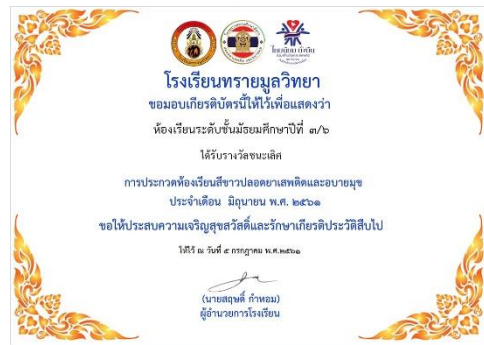 โรงเรียนทรายมูลวิทยา
ขอมอบเกียรติบัตรนี้ให้ไว้เพื่อแสดงว่า
ห้องเรียนระดับชั้นมัธยมศึกษาปีที่ ๓/๖
ได้รับรางวัลชนะเลิศ
การประกวดห้องเรียนสีขาวปลอดยาเสพติดและอบายมุข
ประจำเดือน มิถุนายน พ.ศ. ๒๕๖๑
ขอให้ประสบความเจริญสุขสวัสดิ์และรักษาเกียรติประวัติสืบไป
ให้ไว้ ณ วันที่ ๕ กรกฎาคม พ.ศ.๒๕๖๑
(นายสฤษดิ์ กำหอม)
ผู้อำนวยการโรงเรียน